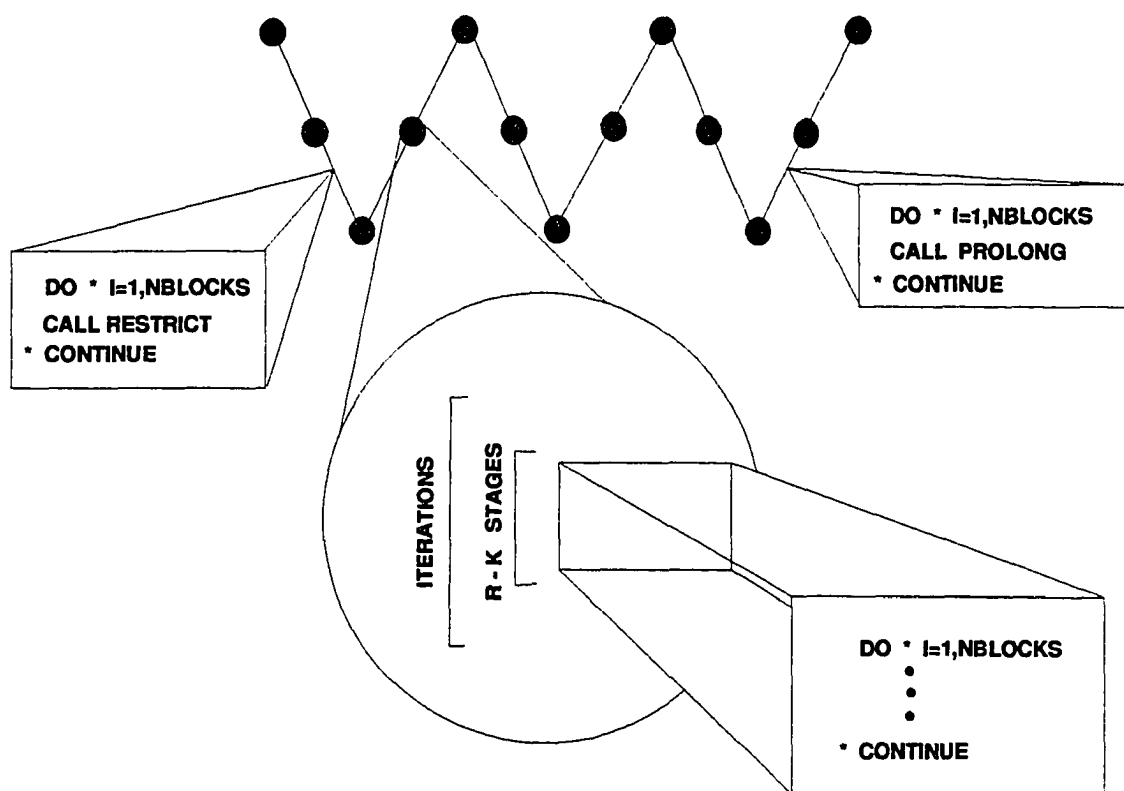 DO * I=1,NBLOCKS
CALL PROLONG
* CONTINUE
DO * I=1,NBLOCKS
CALL RESTRICT
* CONTINUE
ITERATIONS
R - K STAGES
DO * I=1,NBLOCKS
* CONTINUE